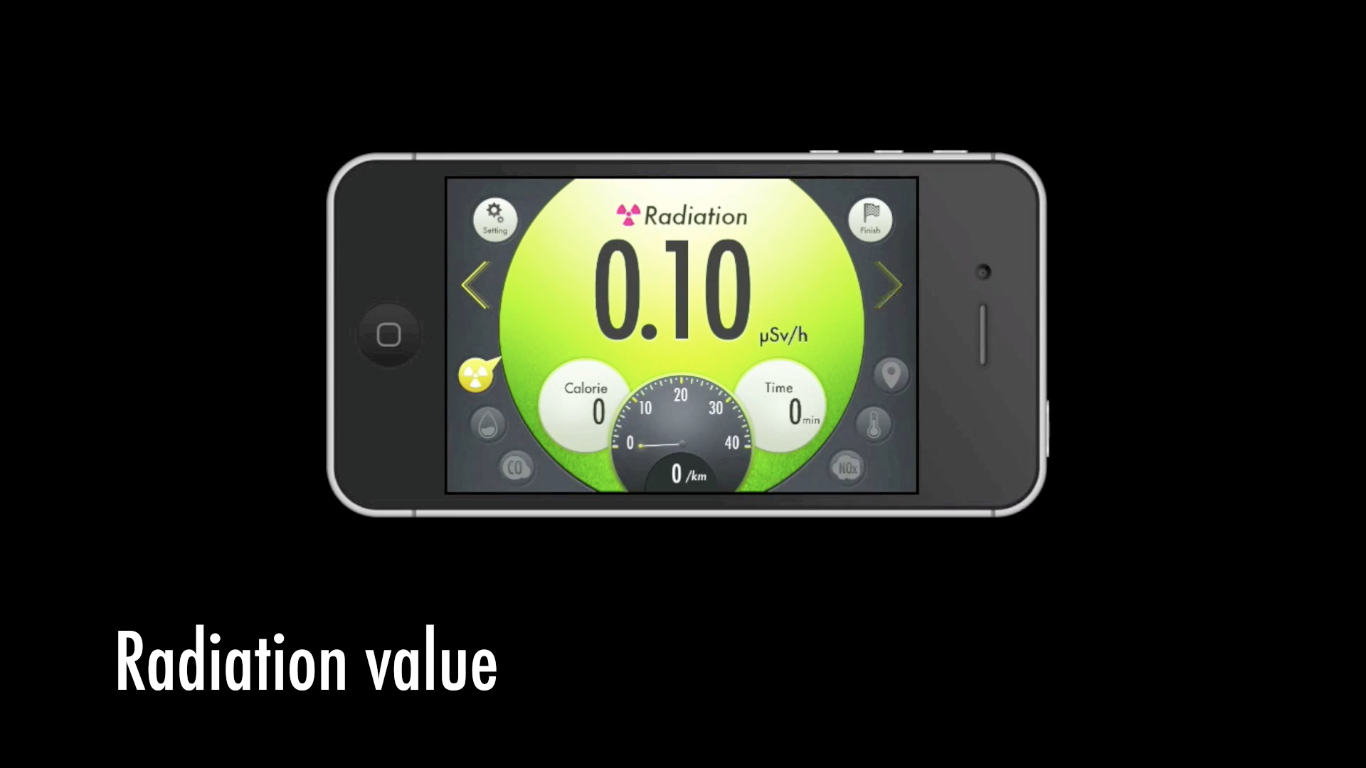 Radiation
Setting
Finish
0.10
µSv/h
Calorie
0
Time
0min
0
10
20
30
40
0 /km
CO
NOx
Radiation value